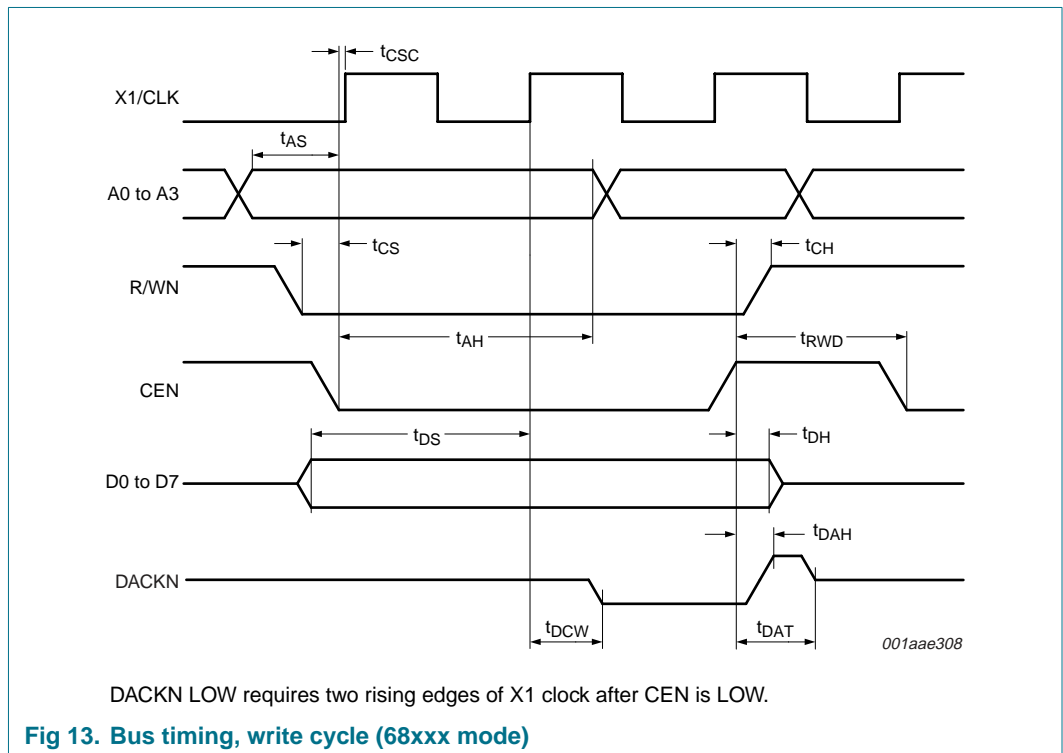 tCSC
X1/CLK
tAS
A0 to A3
tCS
tCH
R/WN
tAH
tRWD
CEN
tDS
tDH
D0 to D7
tDAH
DACKN
tDCW
tDAT
001aae308
DACKN LOW requires two rising edges of X1 clock after CEN is LOW.
Fig 13. Bus timing, write cycle (68xxx mode)